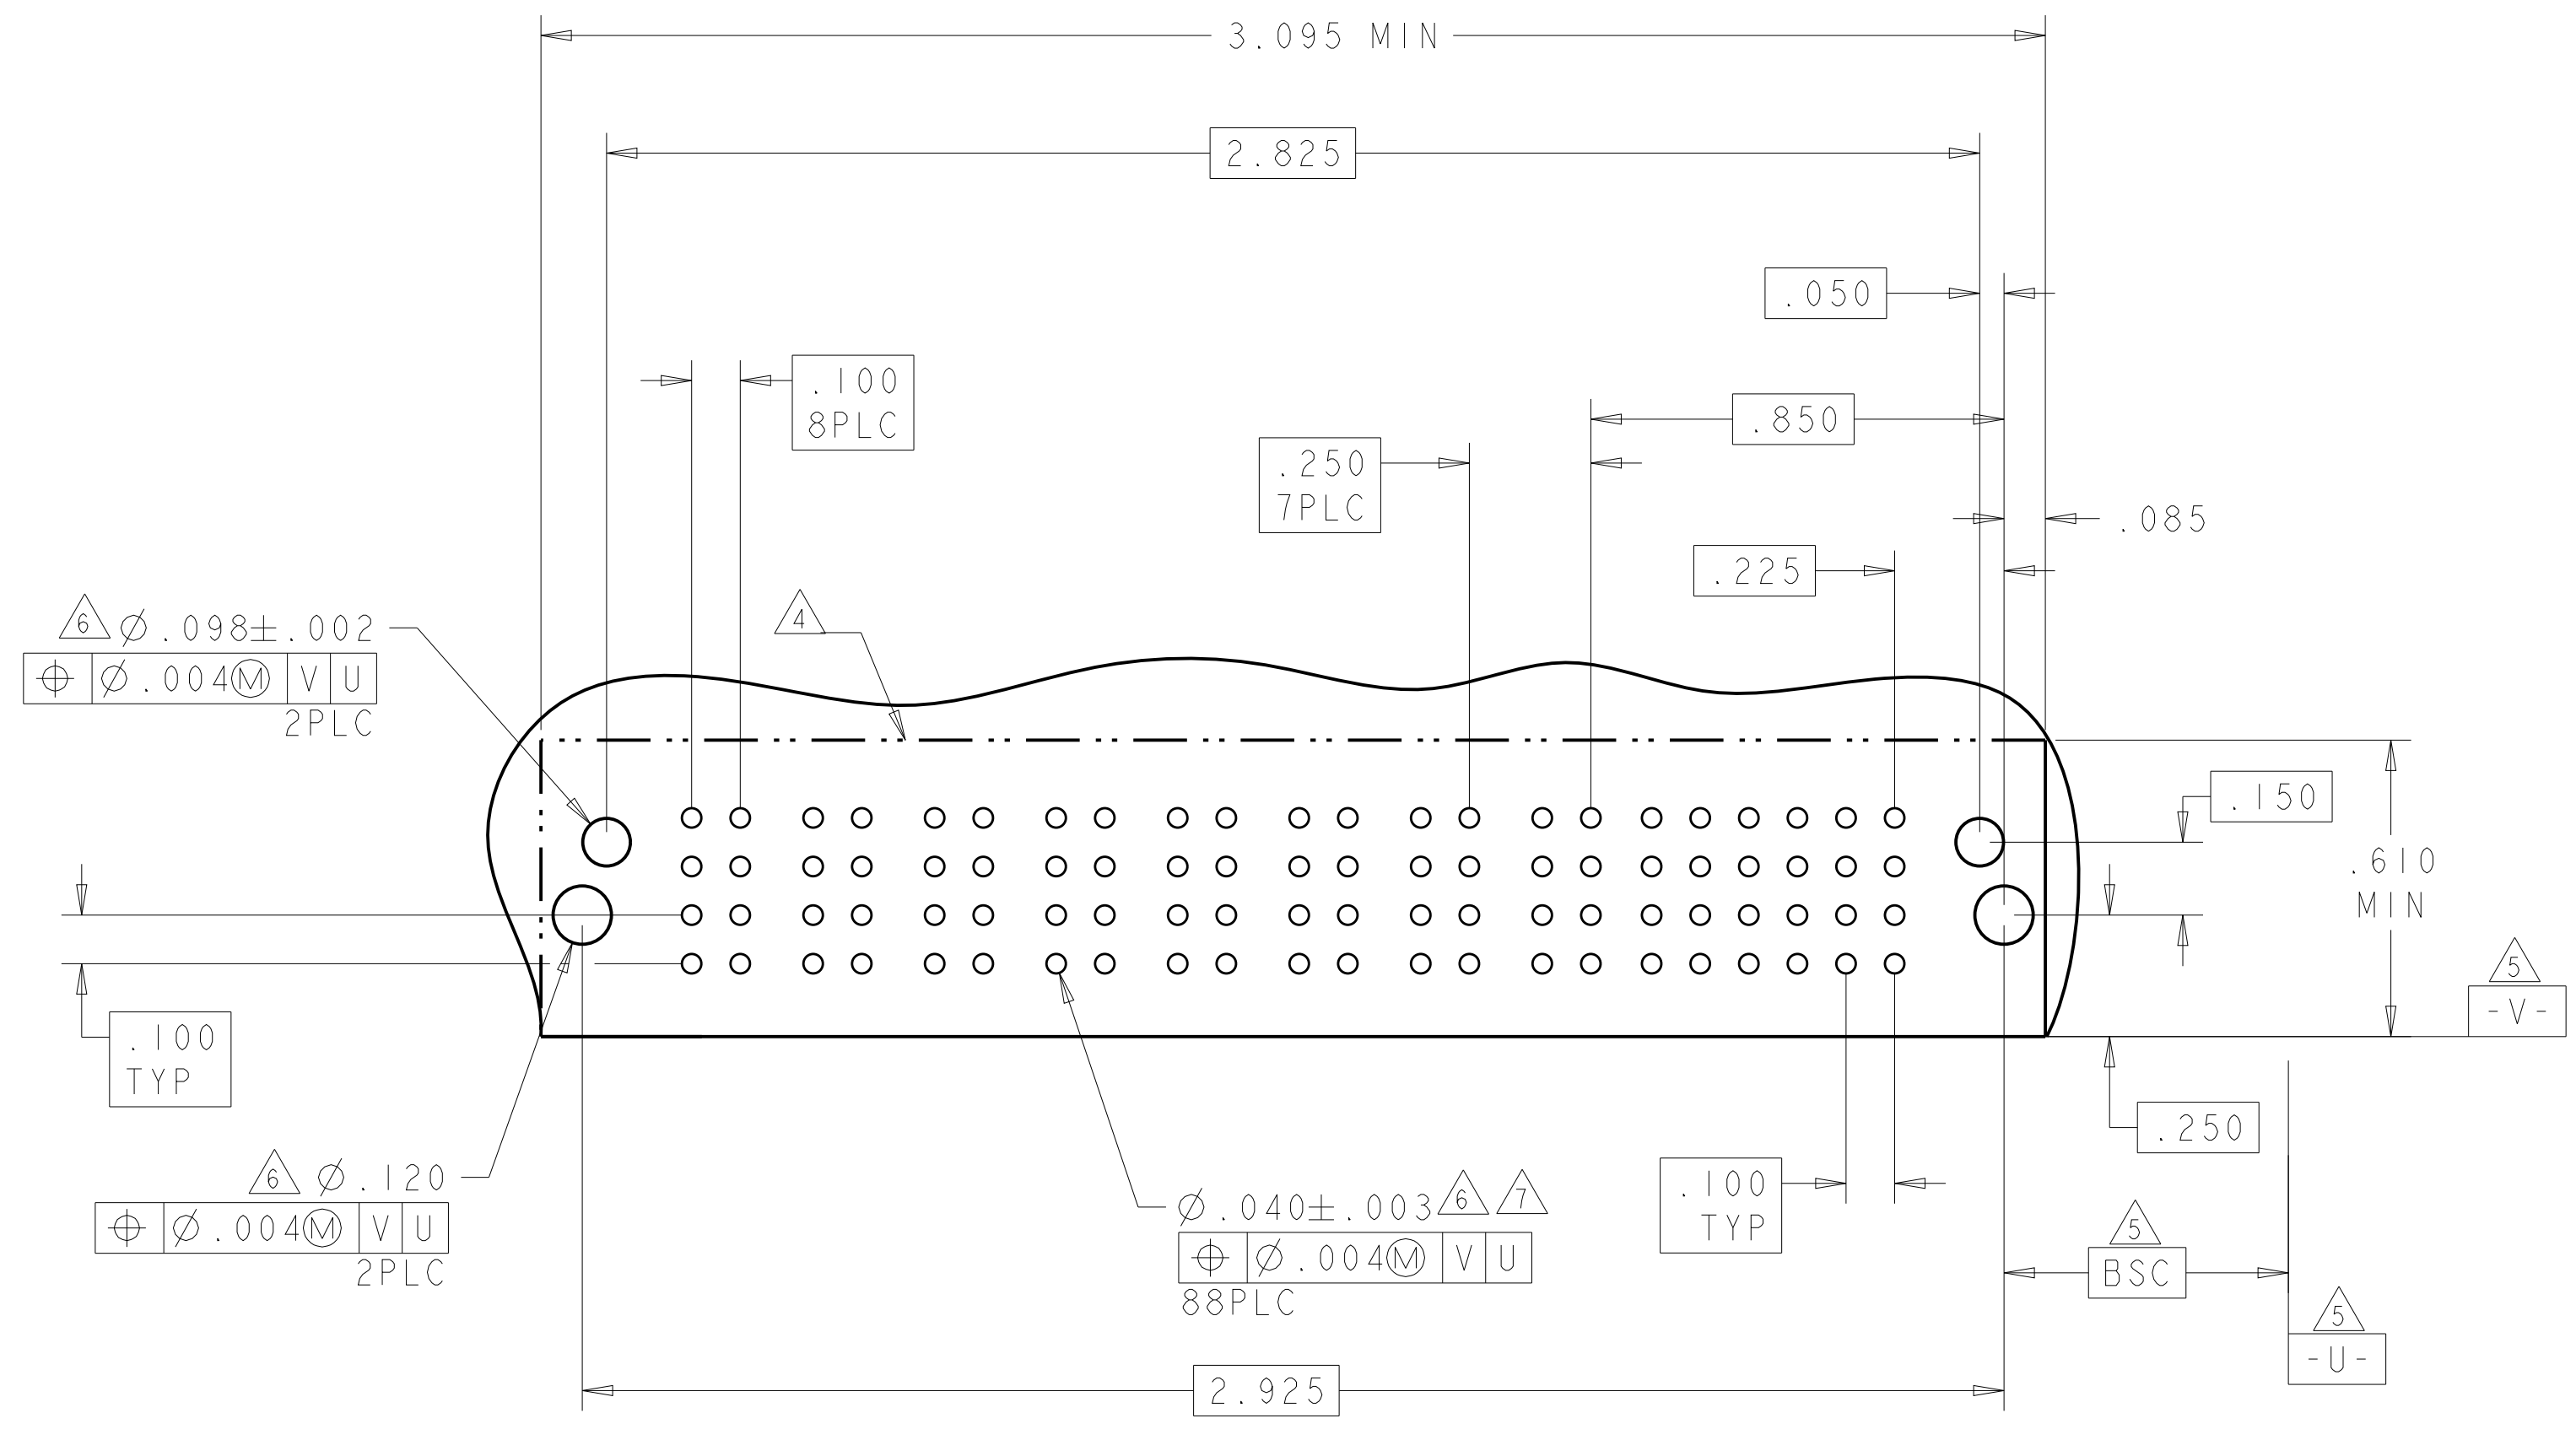 3.095 MIN
2.825
.050
.100
8PLC
.850
.250
7PLC
.085
.225
6 Ø.098±.002
⌖ Ø.004Ⓜ V U
2PLC
4
.150
.610
MIN
5
-V-
.100
TYP
.250
6 Ø.120
⌖ Ø.004Ⓜ V U
2PLC
Ø.040±.003 6 7
⌖ Ø.004Ⓜ V U
88PLC
.100
TYP
5
BSC
5
-U-
2.925